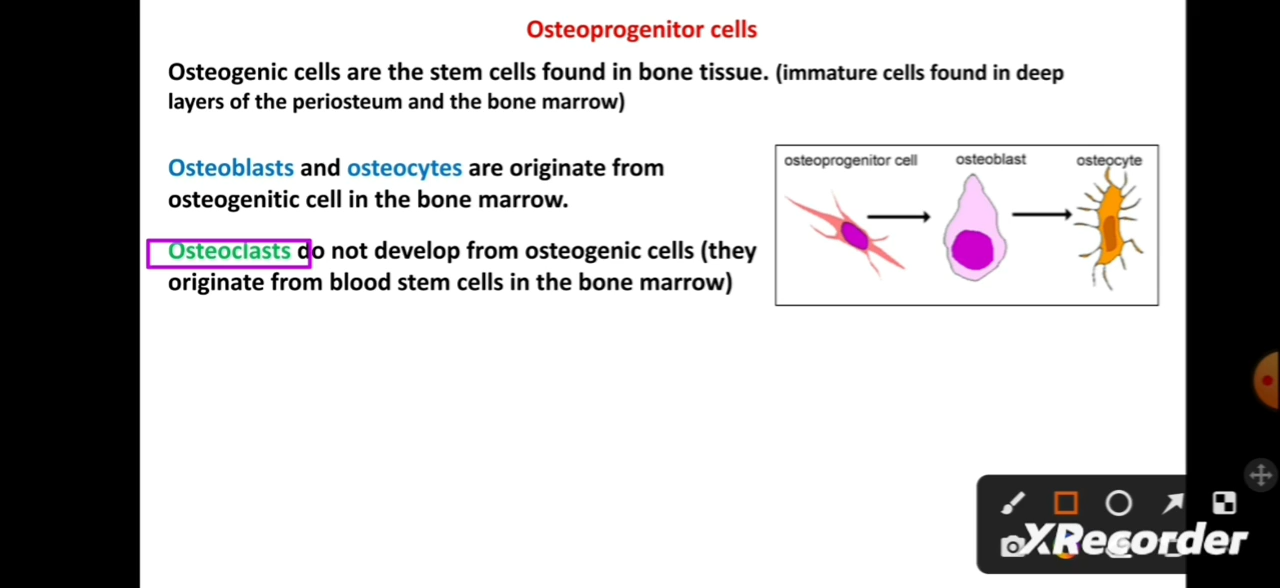 Osteoprogenitor cells
Osteogenic cells are the stem cells found in bone tissue. (immature cells found in deep
layers of the periosteum and the bone marrow)
Osteoblasts and osteocytes are originate from
osteogenitic cell in the bone marrow.
Osteoclasts do not develop from osteogenic cells (they
originate from blood stem cells in the bone marrow)
osteoprogenitor cell osteoblast osteocyte
XRecorder